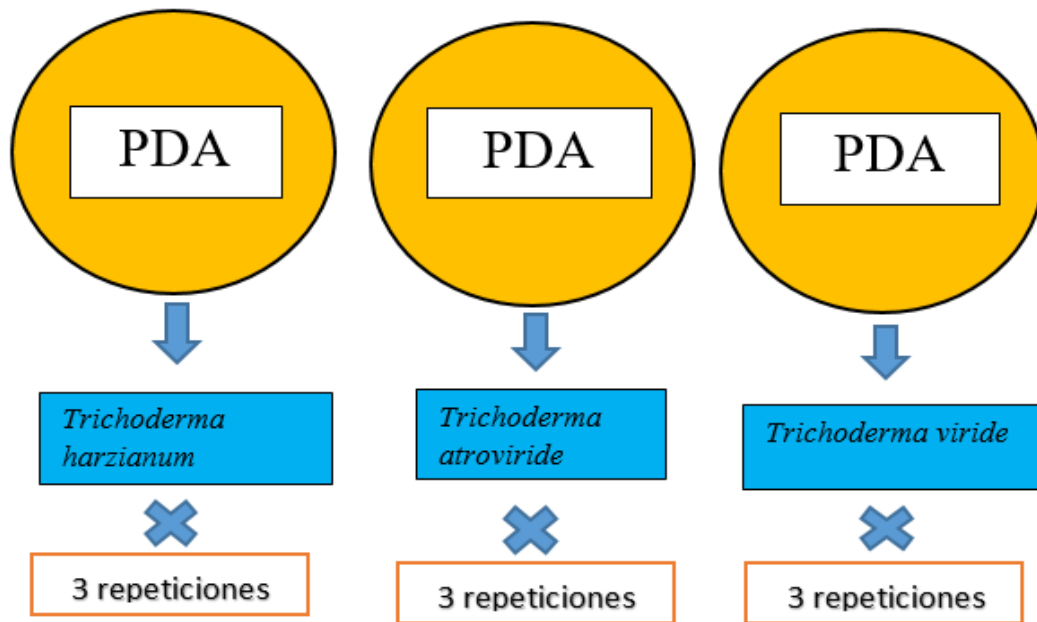 PDA
PDA
PDA
Trichoderma
harzianum
Trichoderma
atroviride
Trichoderma viride
3 repeticiones
3 repeticiones
3 repeticiones